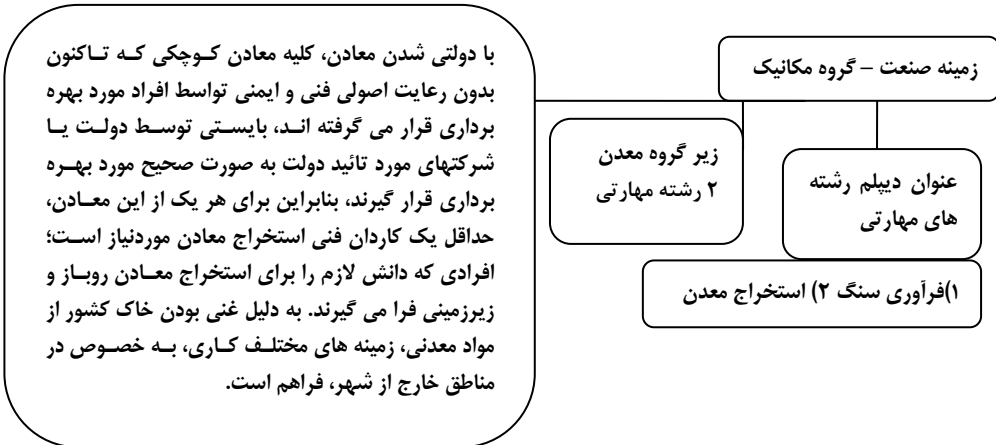 زمینه صنعت – گروه مکانیک
زیر گروه معدن
۲ رشته مهارتی
عنوان دیپلم رشته
های مهارتی
۱)فرآوری سنگ ۲) استخراج معدن
با دولتی شدن معادن، کلیه معادن کوچکی که تاکنون
بدون رعایت اصولی فنی و ایمنی تواسط افراد مورد بهره
برداری قرار می گرفته اند، بایستی توسط دولت یا
شرکتهای مورد تائید دولت به صورت صحیح مورد بهره
برداری قرار گیرند، بنابراین برای هر یک از این معادن،
حداقل یک کاردان فنی استخراج معادن موردنیاز است؛
افرادی که دانش لازم را برای استخراج معادن روباز و
زیرزمینی فرا می گیرند. به دلیل غنی بودن خاک کشور از
مواد معدنی، زمینه های مختلف کاری، به خصوص در
مناطق خارج از شهر، فراهم است.